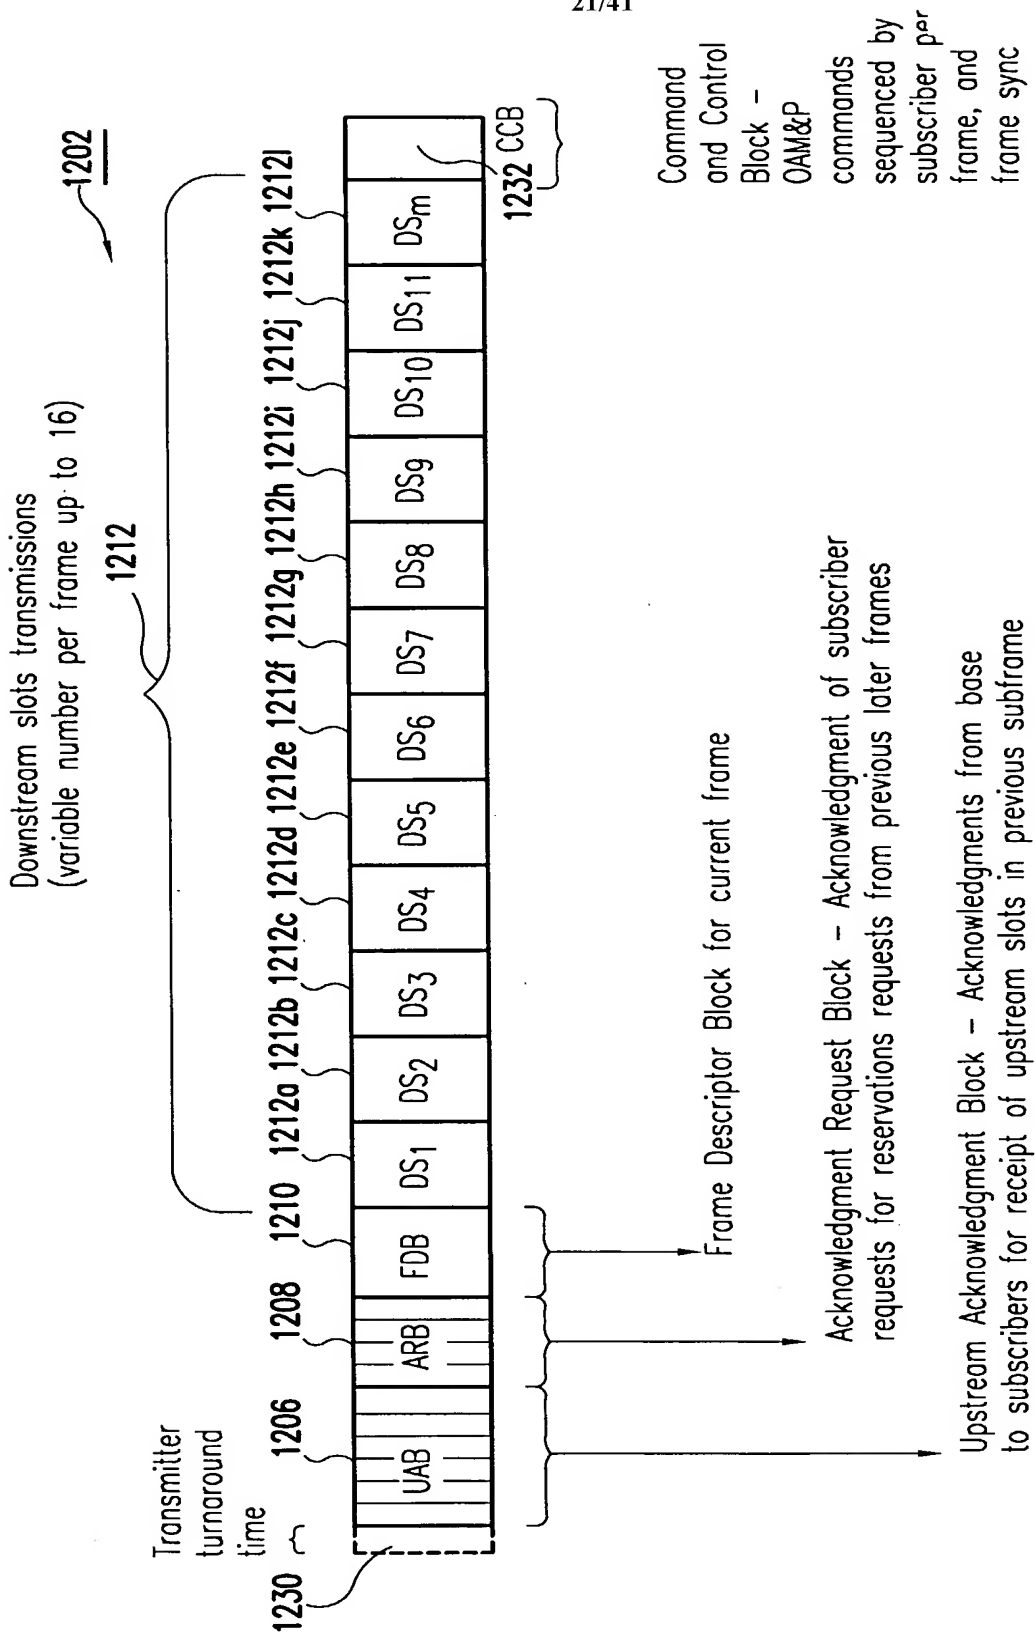 21/41
Downstream slots transmissions
(variable number per frame up to 16)
1212
1202
Transmitter
turnaround
time
1230
1206
1208
1210
1212a
1212b
1212c
1212d
1212e
1212f
1212g
1212h
1212i
1212j
1212k
1212l
UAB
ARB
FDB
DS1
DS2
DS3
DS4
DS5
DS6
DS7
DS8
DS9
DS10
DS11
DSm
1232
CCB
Command
and Control
Block –
OAM&P
commands
sequenced by
subscriber per
frame, and
frame sync
Frame Descriptor Block for current frame
Acknowledgment Request Block – Acknowledgment of subscriber
requests for reservations requests from previous later frames
Upstream Acknowledgment Block – Acknowledgments from base
to subscribers for receipt of upstream slots in previous subframe